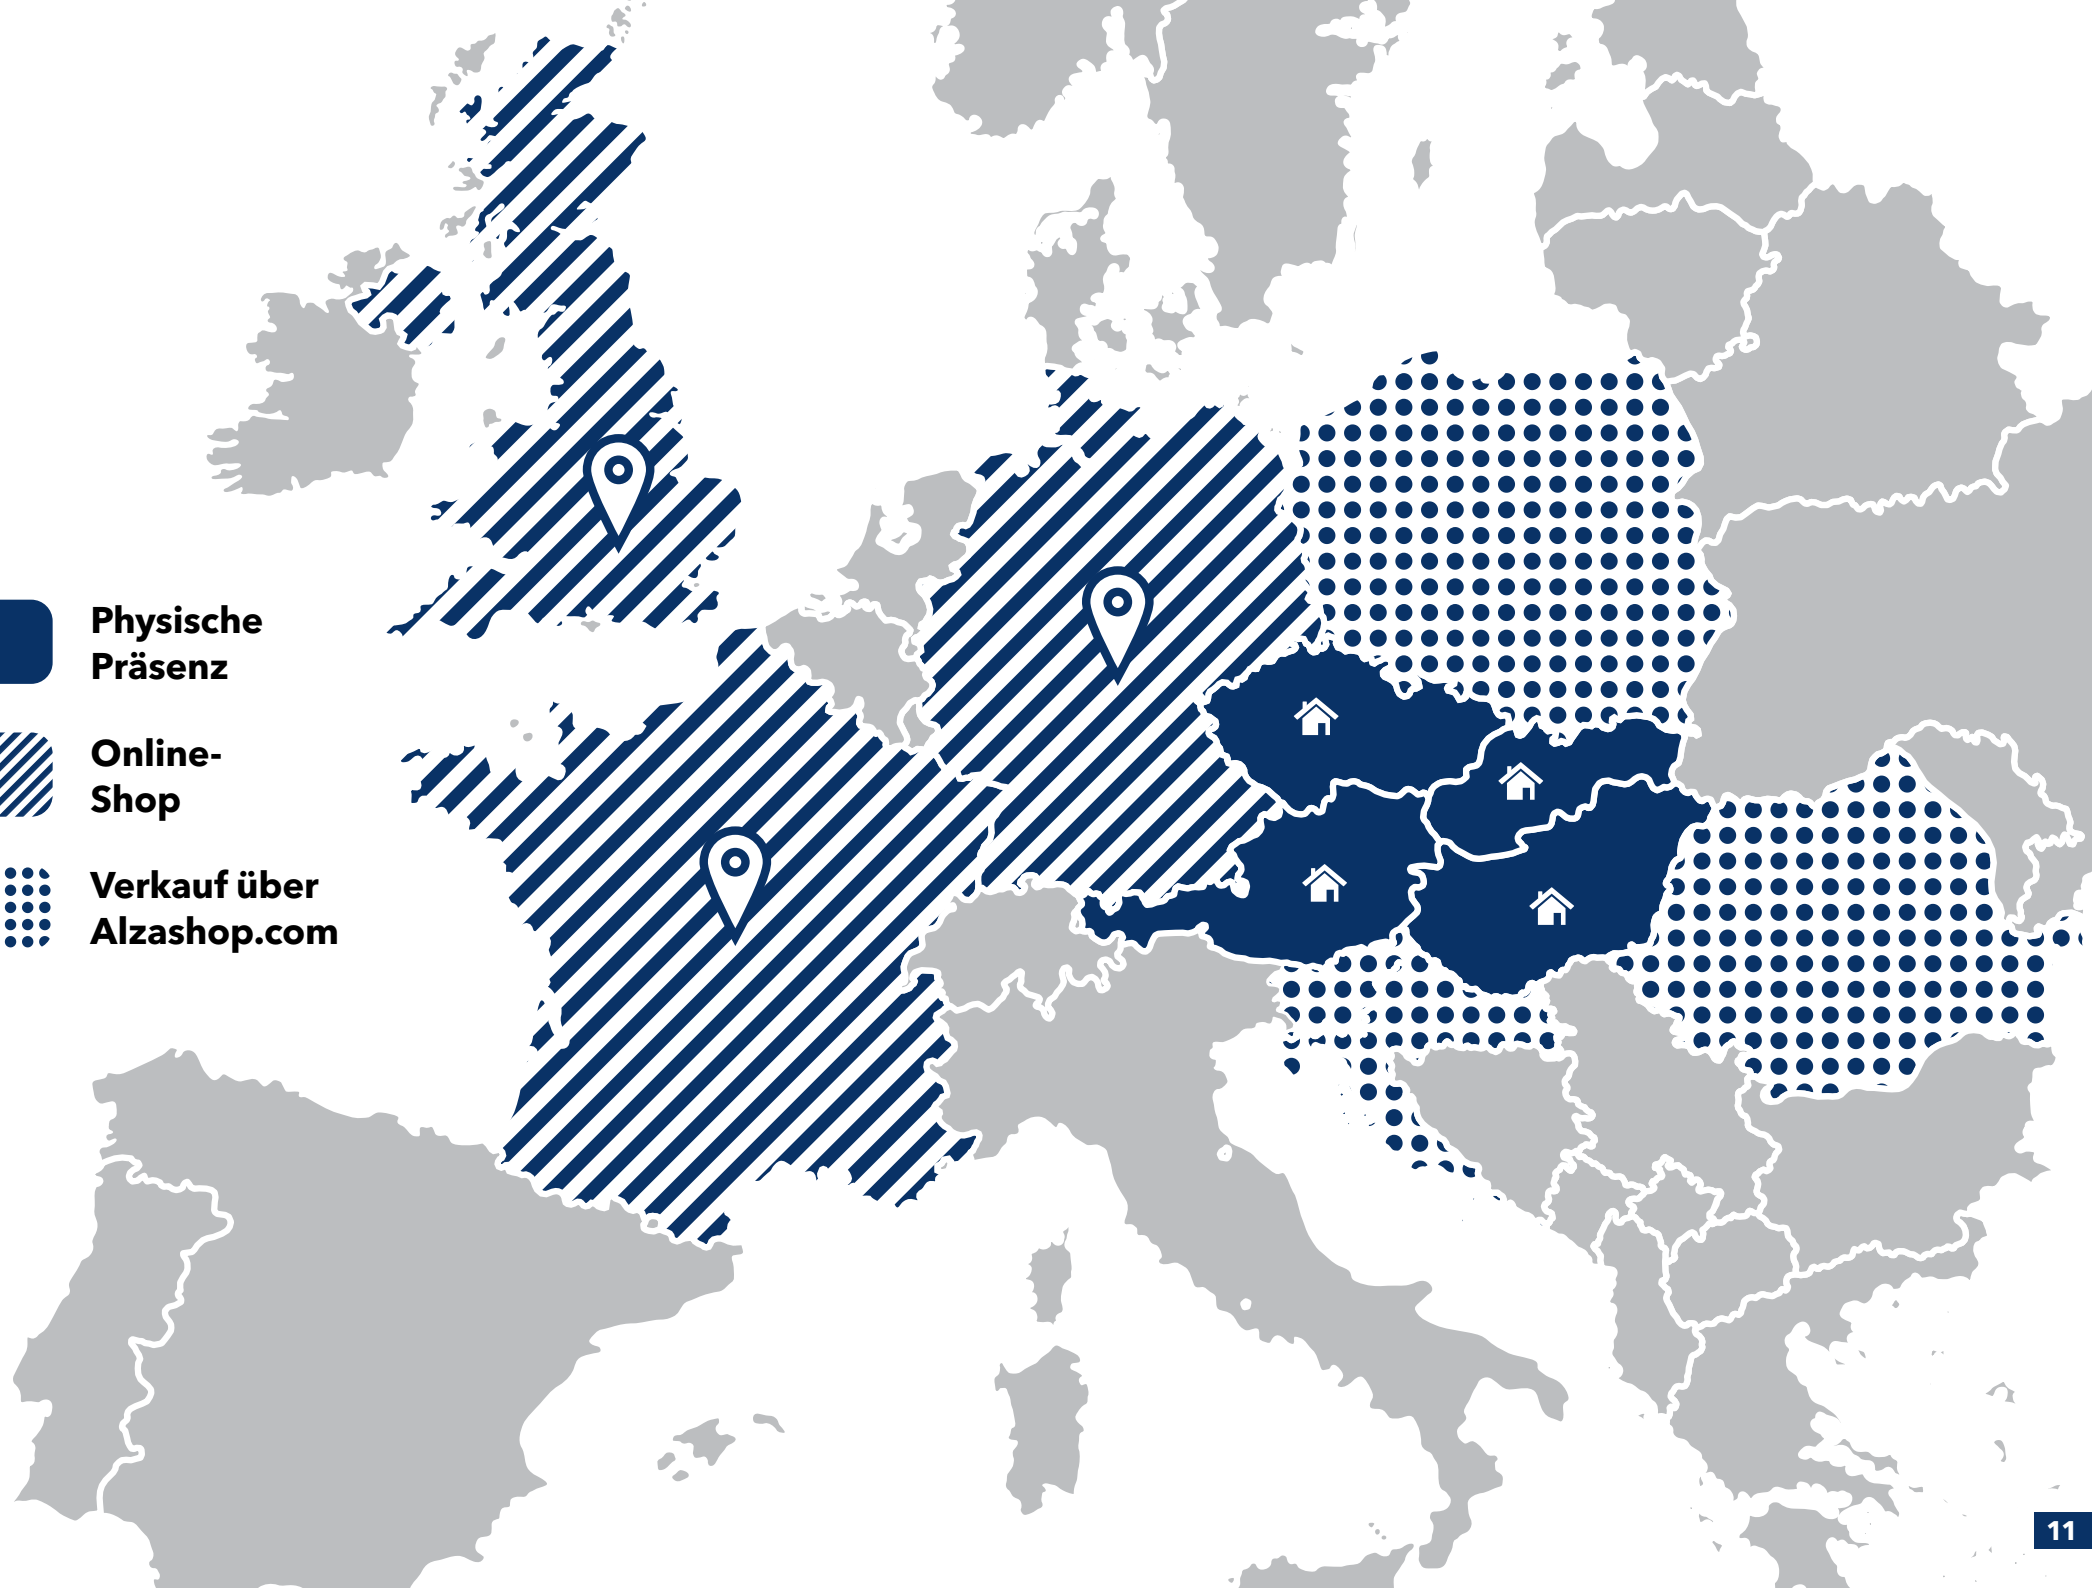 Physische
Präsenz
Online-
Shop
Verkauf über
Alzashop.com
11